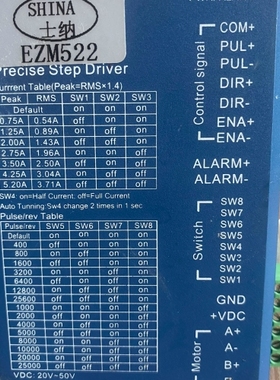 SHINA
士纳
EZM522
Precise Step Driver
Current Table (Peak=RMS×1.4)
Peak RMS SW1 SW2 SW3
Default on on on
0.75A 0.54A off on on
1.25A 0.89A on off on
2.00A 1.43A off off on
2.75A 1.96A on on off
3.50A 2.50A off on off
4.25A 3.04A on off off
5.20A 3.71A off off off
SW4: on=Half Current, off=Full Current
Auto Tunning:Sw4 change 2 times in 1 sec
Pulse/rev Table
Pulse/rev SW5 SW6 SW7 SW8
Default on on on on
400 off on on on
800 on off on on
1600 off off on on
3200 on on off on
6400 off on off on
12800 on off off on
25600 off off off on
1000 on on on off
2000 off on on off
4000 on off on off
5000 off off on off
8000 on on off off
10000 off on off off
20000 on off off off
25000 off off off off
VDC: 20V~50V
COM+
PUL+
PUL-
DIR+
DIR-
ENA+
ENA-
Control signal
ALARM+
ALARM-
SW8
SW7
SW6
SW5
SW4
SW3
SW2
SW1
Switch
GND
+VDC
A+
A-
B+
Motor